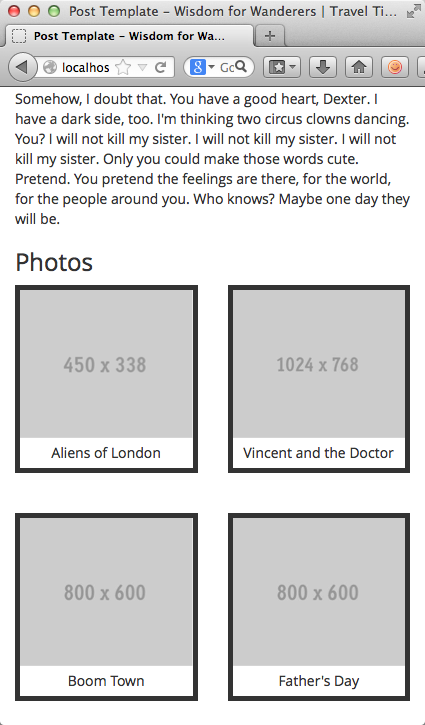 Post Template – Wisdom for Wanderers | Travel Ti...
Post Template – Wisdom for Wa...
localhos
Somehow, I doubt that. You have a good heart, Dexter. I
have a dark side, too. I'm thinking two circus clowns dancing.
You? I will not kill my sister. I will not kill my sister. I will not
kill my sister. Only you could make those words cute.
Pretend. You pretend the feelings are there, for the world,
for the people around you. Who knows? Maybe one day they
will be.
Photos
450 x 338
1024 x 768
Aliens of London
Vincent and the Doctor
800 x 600
800 x 600
Boom Town
Father's Day